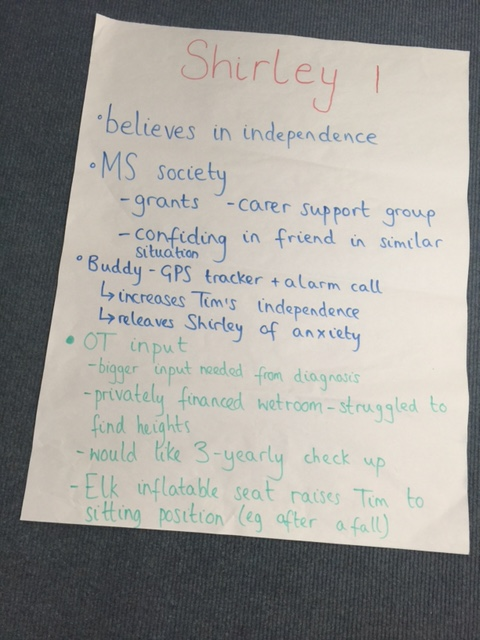 Shirley 1
• believes in independence
• MS society
- grants - carer support group
- confiding in friend in similar
situation
• Buddy - GPS tracker + alarm call
↳ increases Tim's independence
↳ releaves Shirley of anxiety
• OT input
- bigger input needed from diagnosis
- privately financed wetroom - struggled to
find heights
- would like 3-yearly check up
- Elk inflatable seat raises Tim to
sitting position (eg after a fall)